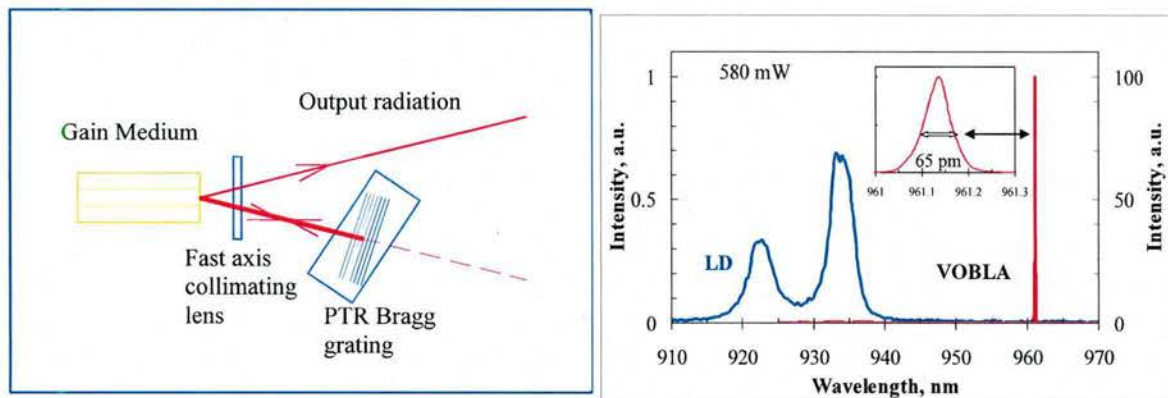 Output radiation
Gain Medium
Fast axis
collimating
lens
PTR Bragg
grating
580 mW
65 pm
961 961.1 961.2 961.3
LD
VOBLA
Intensity, a.u.
1
0.5
0
100
50
0
Intensity, a.u.
910 920 930 940 950 960 970
Wavelength, nm